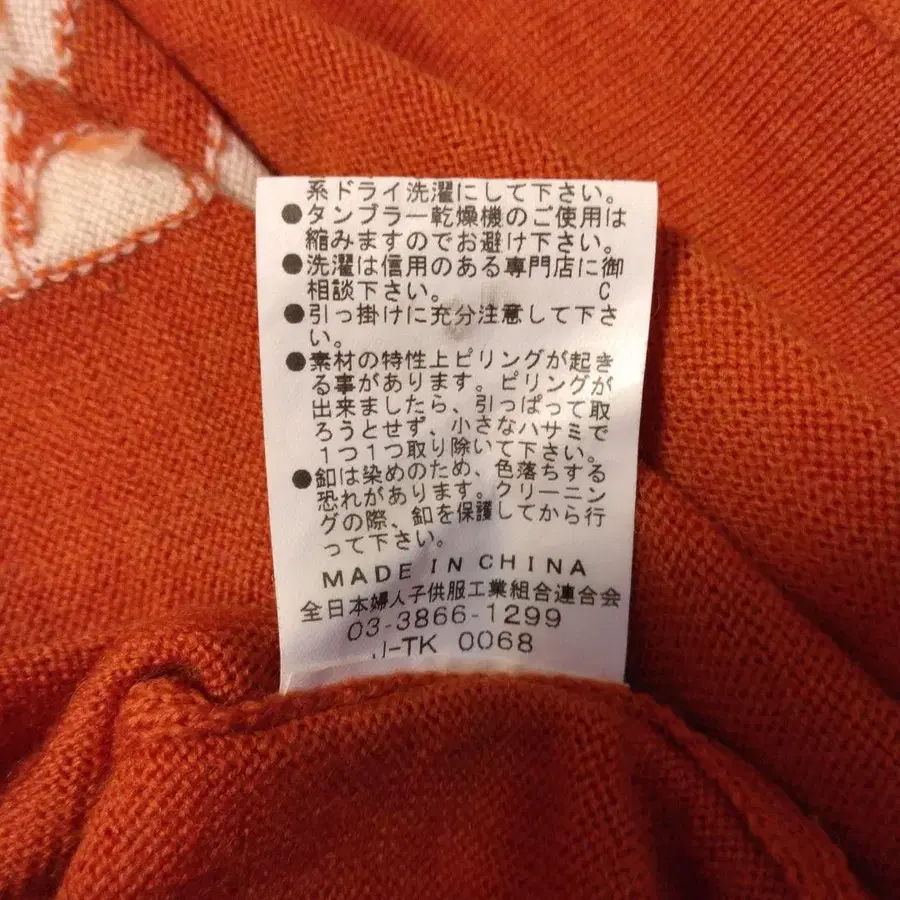 系ドライ洗濯にして下さい。
●タンブラー乾燥機のご使用は
縮みますのでお避け下さい。
●洗濯は信用のある専門店に御
相談下さい。 C
●引っ掛けに充分注意して下さ
い。
●素材の特性上ピリングが起き
る事があります。ピリングが
出来ましたら、引っぱって取
ろうとせず、小さなハサミで
1つ1つ取り除いて下さい。
●釦は染めのため、色落ちする
恐れがあります。クリーニン
グの際、釦を保護してから行
って下さい。
MADE IN CHINA
全日本婦人子供服工業組合連合会
03-3866-1299
-TK 0068